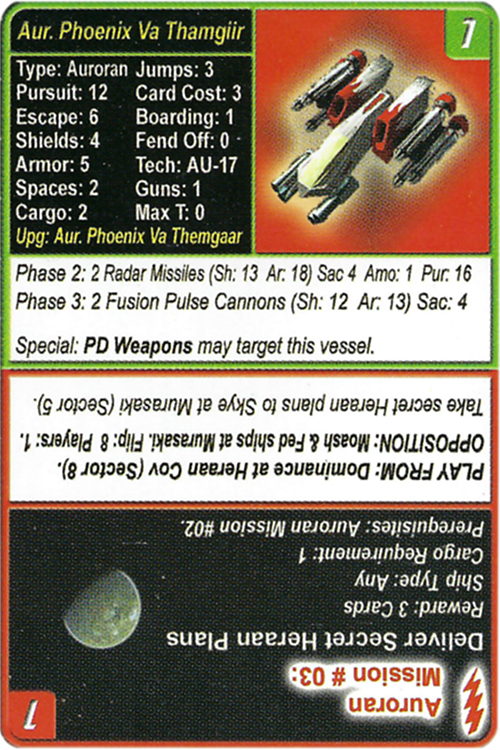 Aur. Phoenix Va Thamgiir
1
Type: Auroran Jumps: 3
Pursuit: 12 Card Cost: 3
Escape: 6 Boarding: 1
Shields: 4 Fend Off: 0
Armor: 5 Tech: AU-17
Spaces: 2 Guns: 1
Cargo: 2 Max T: 0
Upg: Aur. Phoenix Va Themgaar
Phase 2: 2 Radar Missiles (Sh: 13 Ar: 18) Sac 4 Amo: 1 Pur: 16
Phase 3: 2 Fusion Pulse Cannons (Sh: 12 Ar: 13) Sac: 4
Special: PD Weapons may target this vessel.
1
Auroran
Mission # 03:
Deliver Secret Heraan Plans
Reward: 3 Cards
Ship Type: Any
Cargo Requirement: 1
Prerequisites: Auroran Mission #02.
PLAY FROM: Dominance at Heraan Cov (Sector 8).
OPPOSITION: Moash & Fed ships at Murasaki. Flip: 8 Players: 1.
Take secret Heraan plans to Skye at Murasaki (Sector 5).